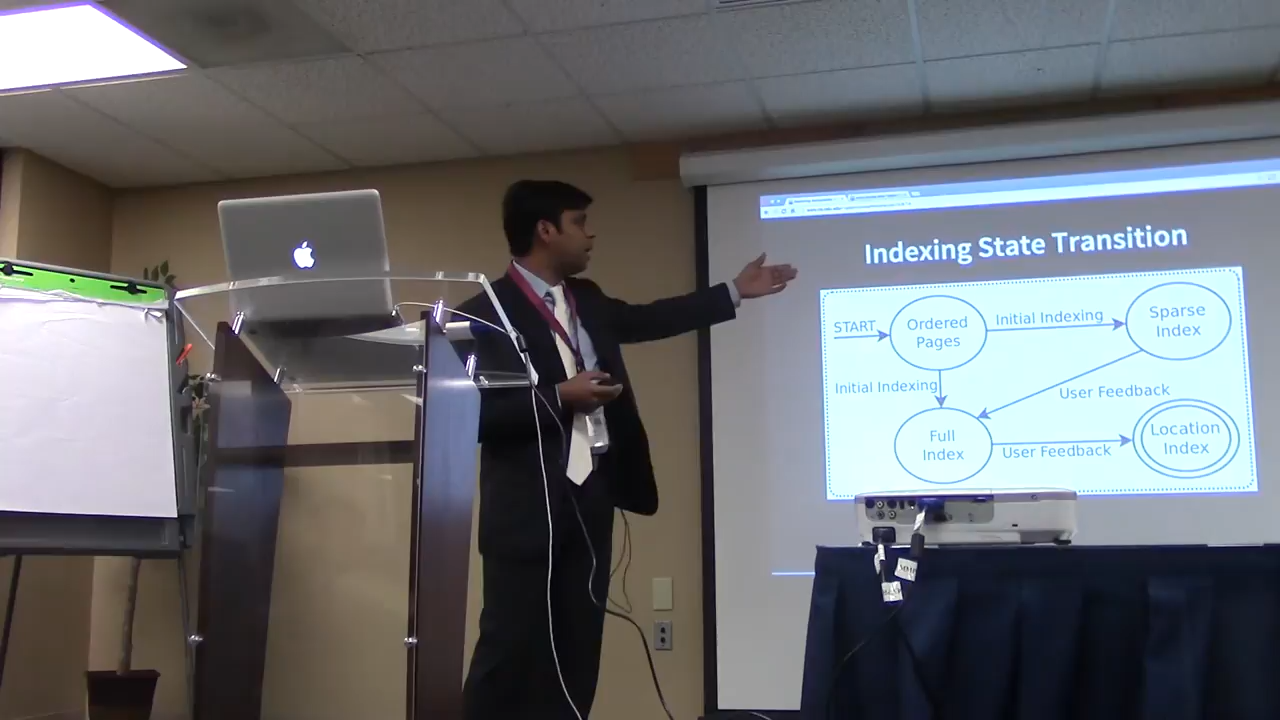 Indexing State Transition
START
Ordered
Pages
Initial Indexing
Sparse
Index
Initial Indexing
User Feedback
Full
Index
User Feedback
Location
Index